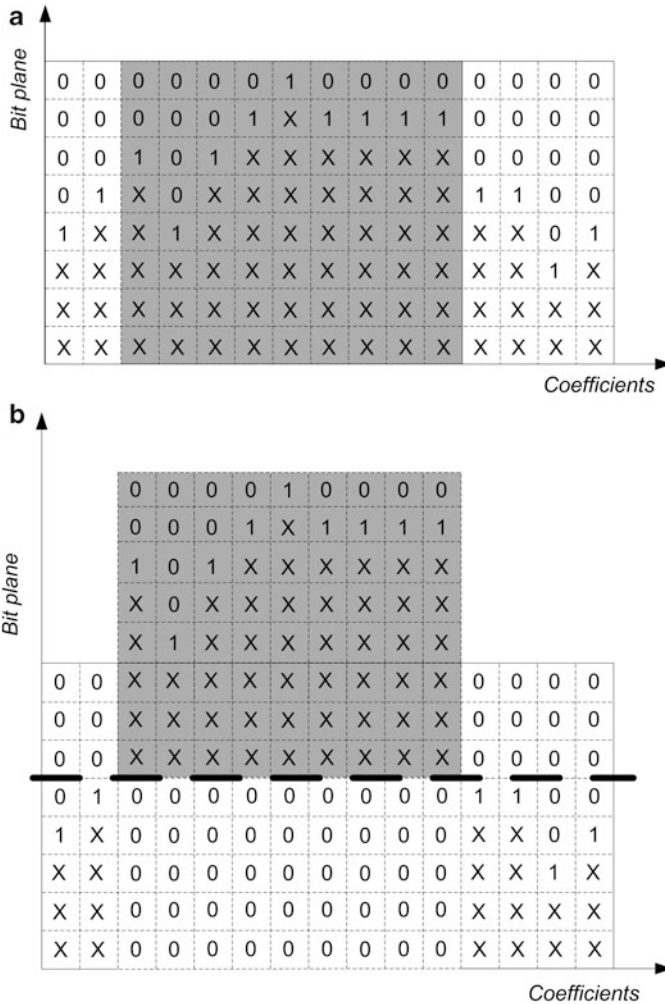 a
Bit plane
0 0 0 0 0 0 1 0 0 0 0 0 0 0 0
0 0 0 0 0 1 X 1 1 1 1 0 0 0 0
0 0 1 0 1 X X X X X X 0 0 0 0
0 1 X 0 X X X X X X X 1 1 0 0
1 X X 1 X X X X X X X X X 0 1
X X X X X X X X X X X X X 1 X
X X X X X X X X X X X X X X X
X X X X X X X X X X X X X X X
Coefficients
b
Bit plane
0 0 0 0 1 0 0 0 0
0 0 0 1 X 1 1 1 1
1 0 1 X X X X X X
X 0 X X X X X X X
X 1 X X X X X X X
0 0 X X X X X X X X X 0 0 0 0
0 0 X X X X X X X X X 0 0 0 0
0 0 X X X X X X X X X 0 0 0 0
0 1 0 0 0 0 0 0 0 0 0 1 1 0 0
1 X 0 0 0 0 0 0 0 0 0 X X 0 1
X X 0 0 0 0 0 0 0 0 0 X X 1 X
X X 0 0 0 0 0 0 0 0 0 X X X X
X X 0 0 0 0 0 0 0 0 0 X X X X
Coefficients